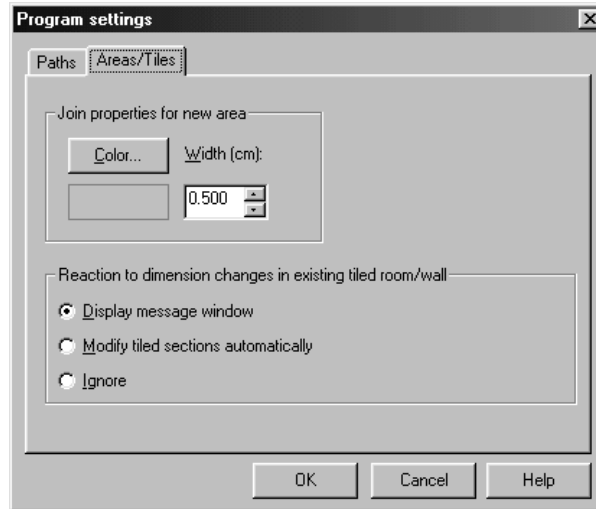 Program settings
Paths Areas/Tiles
Join properties for new area
Color... Width (cm):
0.500
Reaction to dimension changes in existing tiled room/wall
Display message window
Modify tiled sections automatically
Ignore
OK Cancel Help